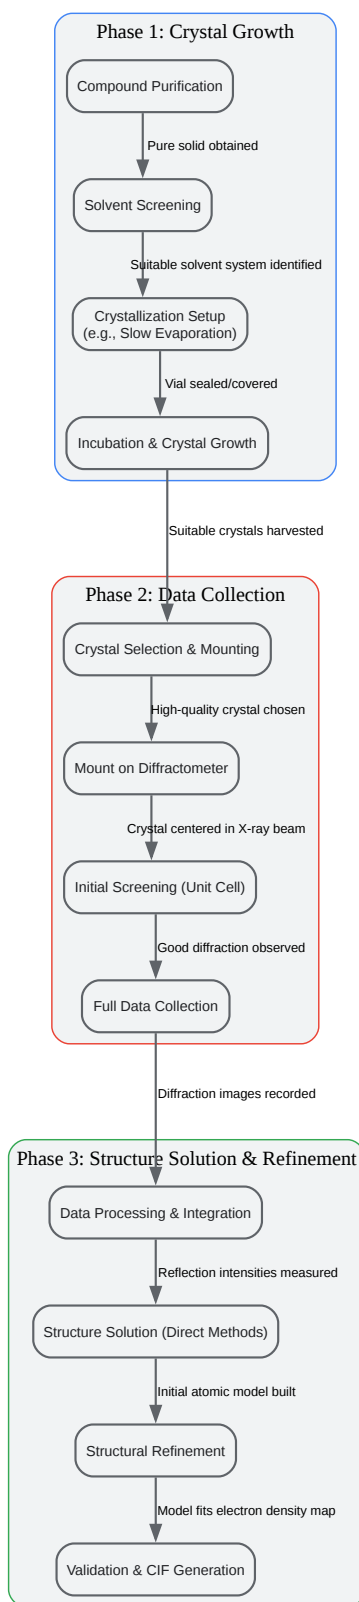 Phase 1: Crystal Growth
Compound Purification
Pure solid obtained
Solvent Screening
Suitable solvent system identified
Crystallization Setup
(e.g., Slow Evaporation)
Vial sealed/covered
Incubation & Crystal Growth
Suitable crystals harvested
Phase 2: Data Collection
Crystal Selection & Mounting
High-quality crystal chosen
Mount on Diffractometer
Crystal centered in X-ray beam
Initial Screening (Unit Cell)
Good diffraction observed
Full Data Collection
Diffraction images recorded
Phase 3: Structure Solution & Refinement
Data Processing & Integration
Reflection intensities measured
Structure Solution (Direct Methods)
Initial atomic model built
Structural Refinement
Model fits electron density map
Validation & CIF Generation